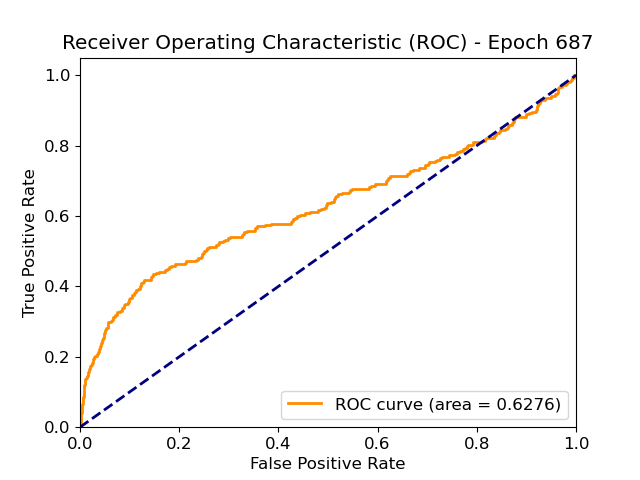 Receiver Operating Characteristic (ROC) - Epoch 687
True Positive Rate
1.0
0.8
0.6
0.4
0.2
0.0
ROC curve (area = 0.6276)
0.0 0.2 0.4 0.6 0.8 1.0
False Positive Rate